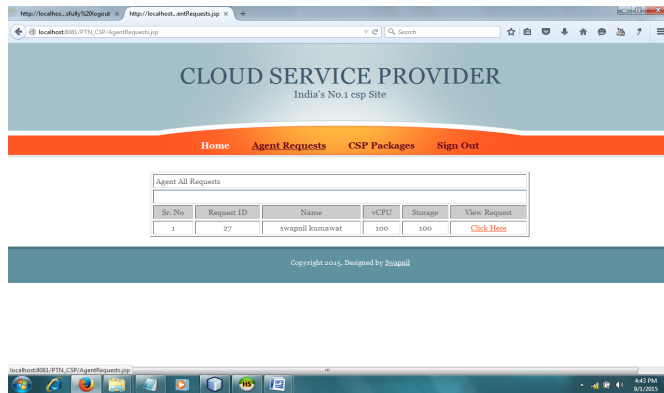 http://localhos...sfully%20logout ×
http://localhost...entRequests.jsp ×
+
localhost:8081/PTN_CSP/AgentRequests.jsp
Search
CLOUD SERVICE PROVIDER
India's No.1 csp Site
Home Agent Requests CSP Packages Sign Out
Agent All Requests
Sr. No Request ID Name vCPU Storage View Request
1 27 swapnil kumawat 100 100 Click Here
Copyright 2015. Designed by Swapnil
localhost:8081/PTN_CSP/AgentRequests.jsp
HS
4:43 PM
9/1/2015